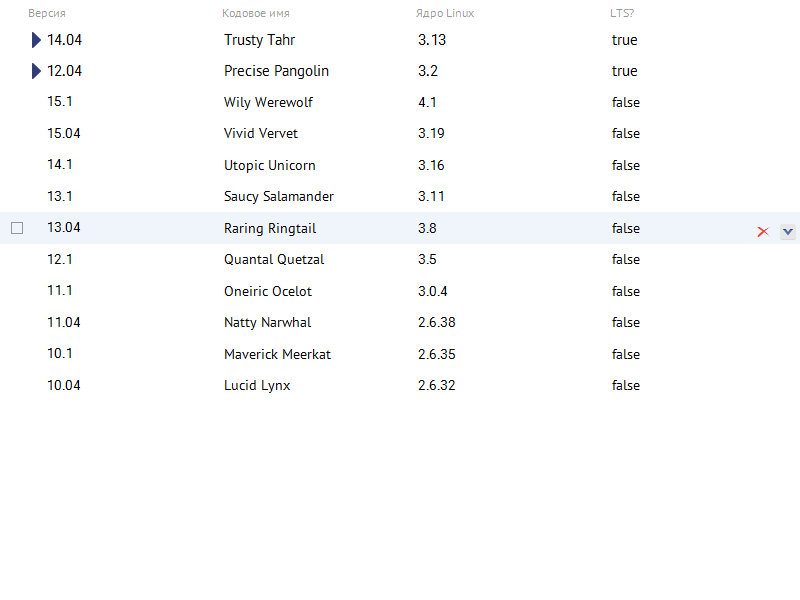 Версия Кодовое имя Ядро Linux LTS?
14.04 Trusty Tahr 3.13 true
12.04 Precise Pangolin 3.2 true
15.1 Wily Werewolf 4.1 false
15.04 Vivid Vervet 3.19 false
14.1 Utopic Unicorn 3.16 false
13.1 Saucy Salamander 3.11 false
13.04 Raring Ringtail 3.8 false
12.1 Quantal Quetzal 3.5 false
11.1 Oneiric Ocelot 3.0.4 false
11.04 Natty Narwhal 2.6.38 false
10.1 Maverick Meerkat 2.6.35 false
10.04 Lucid Lynx 2.6.32 false